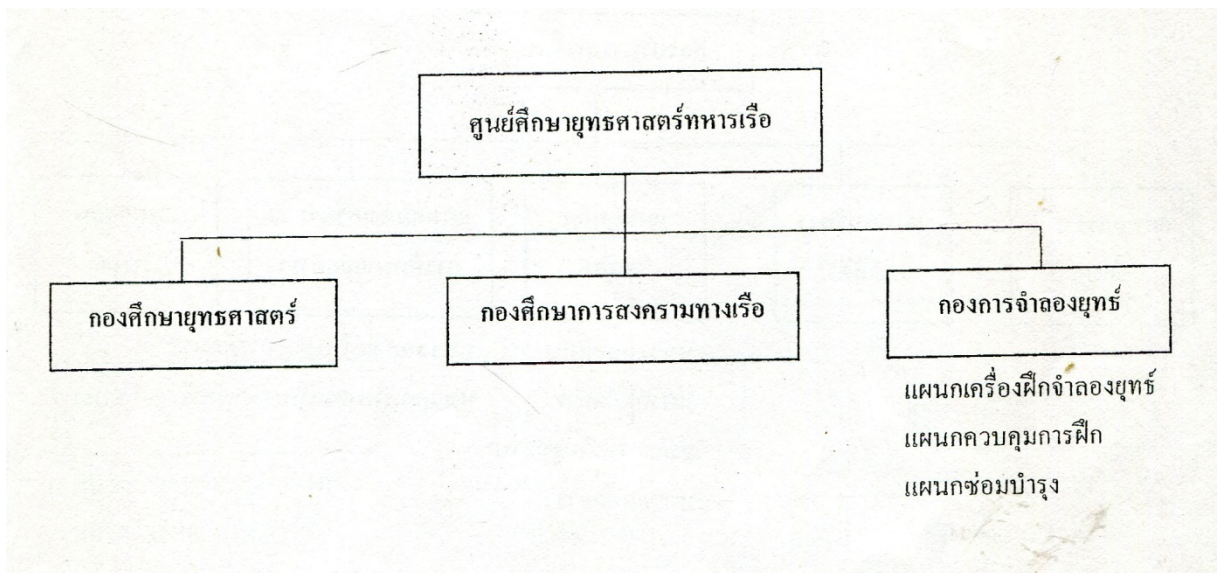 ศูนย์ศึกษายุทธศาสตร์ทหารเรือ
กองศึกษายุทธศาสตร์
กองศึกษาการสงครามทางเรือ
กองการจำลองยุทธ์
แผนกเครื่องฝึกจำลองยุทธ์
แผนกควบคุมการฝึก
แผนกซ่อมบำรุง